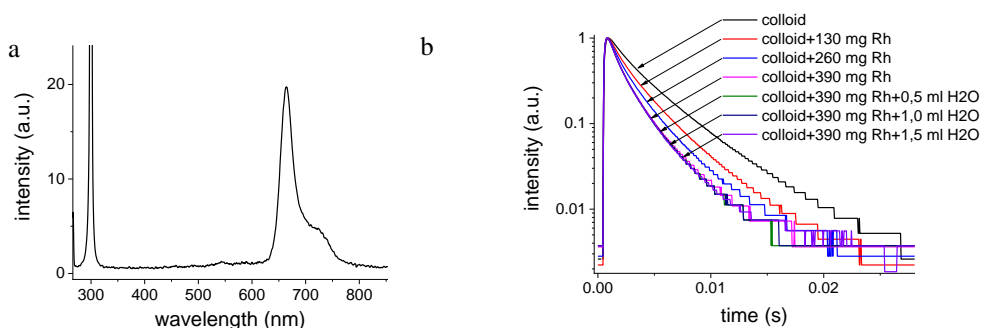 a
intensity (a.u.)
20
10
0
300 400 500 600 700 800
wavelength (nm)
b
intensity (a.u.)
1
0.1
0.01
colloid
colloid+130 mg Rh
colloid+260 mg Rh
colloid+390 mg Rh
colloid+390 mg Rh+0,5 ml H2O
colloid+390 mg Rh+1,0 ml H2O
colloid+390 mg Rh+1,5 ml H2O
0.00 0.01 0.02
time (s)